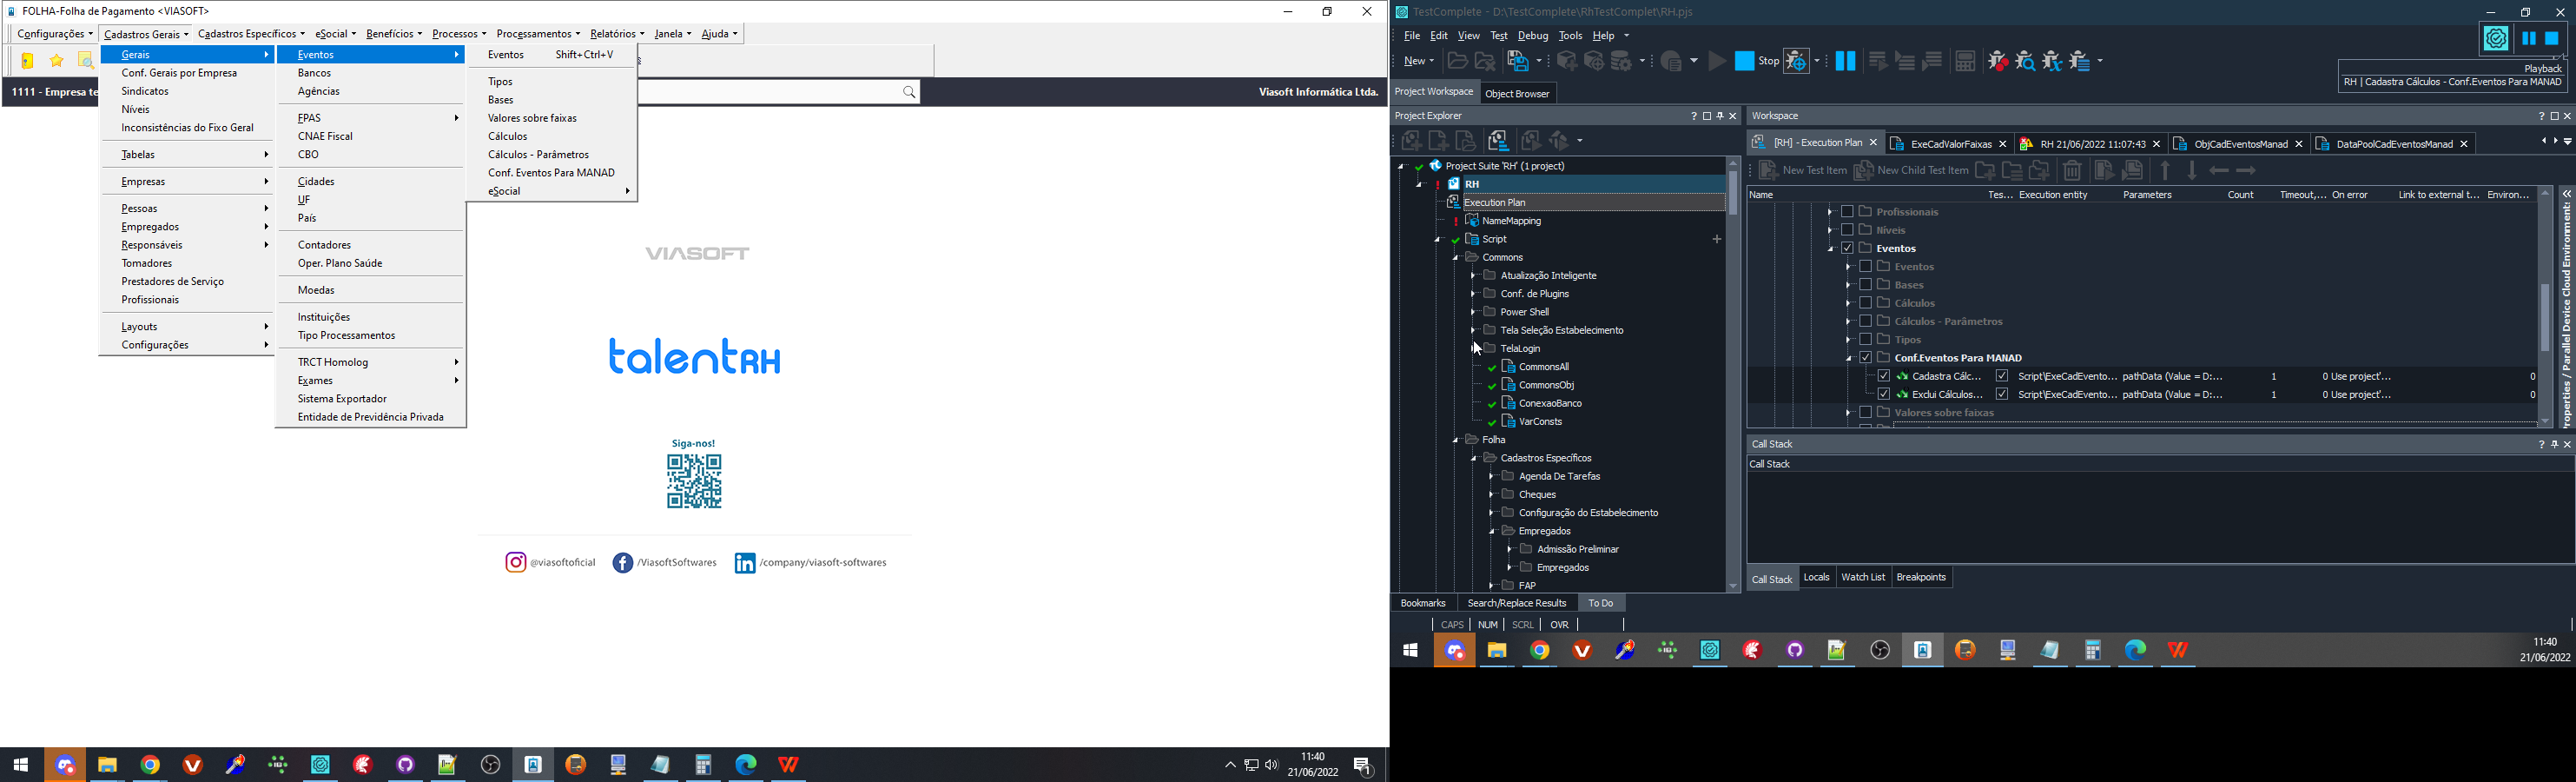 FOLHA-Folha de Pagamento <VIASOFT>
Configurações Cadastros Gerais Cadastros Específicos eSocial Benefícios Processos Processamentos Relatórios Janela Ajuda
1111 - Empresa te
Viasoft Informática Ltda.
Gerais
Conf. Gerais por Empresa
Sindicatos
Níveis
Inconsistências do Fixo Geral
Tabelas
Empresas
Pessoas
Empregados
Responsáveis
Tomadores
Prestadores de Serviço
Profissionais
Layouts
Configurações
Eventos
Bancos
Agências
FPAS
CNAE Fiscal
CBO
Cidades
UF
País
Contadores
Oper. Plano Saúde
Moedas
Instituições
Tipo Processamentos
TRCT Homolog
Exames
Sistema Exportador
Entidade de Previdência Privada
Eventos Shift+Ctrl+V
Tipos
Bases
Valores sobre faixas
Cálculos
Cálculos - Parâmetros
Conf. Eventos Para MANAD
eSocial
VIASOFT
talentRH
Siga-nos!
@viasoftoficial /ViasoftSoftwares /company/viasoft-softwares
11:40
21/06/2022
1
TestComplete - D:\TestComplete\RhTestComplet\RH.pjs
File Edit View Test Debug Tools Help
New Stop
Playback
RH | Cadastra Cálculos - Conf.Eventos Para MANAD
Project Workspace Object Browser
Project Explorer
Project Suite 'RH' (1 project)
RH
Execution Plan
NameMapping
Script
Commons
Atualização Inteligente
Conf. de Plugins
Power Shell
Tela Seleção Estabelecimento
TelaLogin
CommonsAll
CommonsObj
ConexaoBanco
VarConsts
Folha
Cadastros Específicos
Agenda De Tarefas
Cheques
Configuração do Estabelecimento
Empregados
Admissão Preliminar
Empregados
FAP
Bookmarks Search/Replace Results To Do
CAPS NUM SCRL OVR
Workspace
[RH] - Execution Plan ExeCadValorFaixas RH 21/06/2022 11:07:43 ObjCadEventosManad DataPoolCadEventosManad
New Test Item New Child Test Item
Name Tes... Execution entity Parameters Count Timeout,... On error Link to external t... Environ...
Profissionais
Níveis
Eventos
Eventos
Bases
Cálculos
Cálculos - Parâmetros
Tipos
Conf.Eventos Para MANAD
Cadastra Cálc... Script\ExeCadEvento... pathData (Value = D:... 1 0 Use project'... 0
Exclui Cálculos... Script\ExeCadEvento... pathData (Value = D:... 1 0 Use project'... 0
Valores sobre faixas
Properties / Parallel Device Cloud Environments:
Call Stack
Call Stack
Call Stack Locals Watch List Breakpoints
11:40
21/06/2022